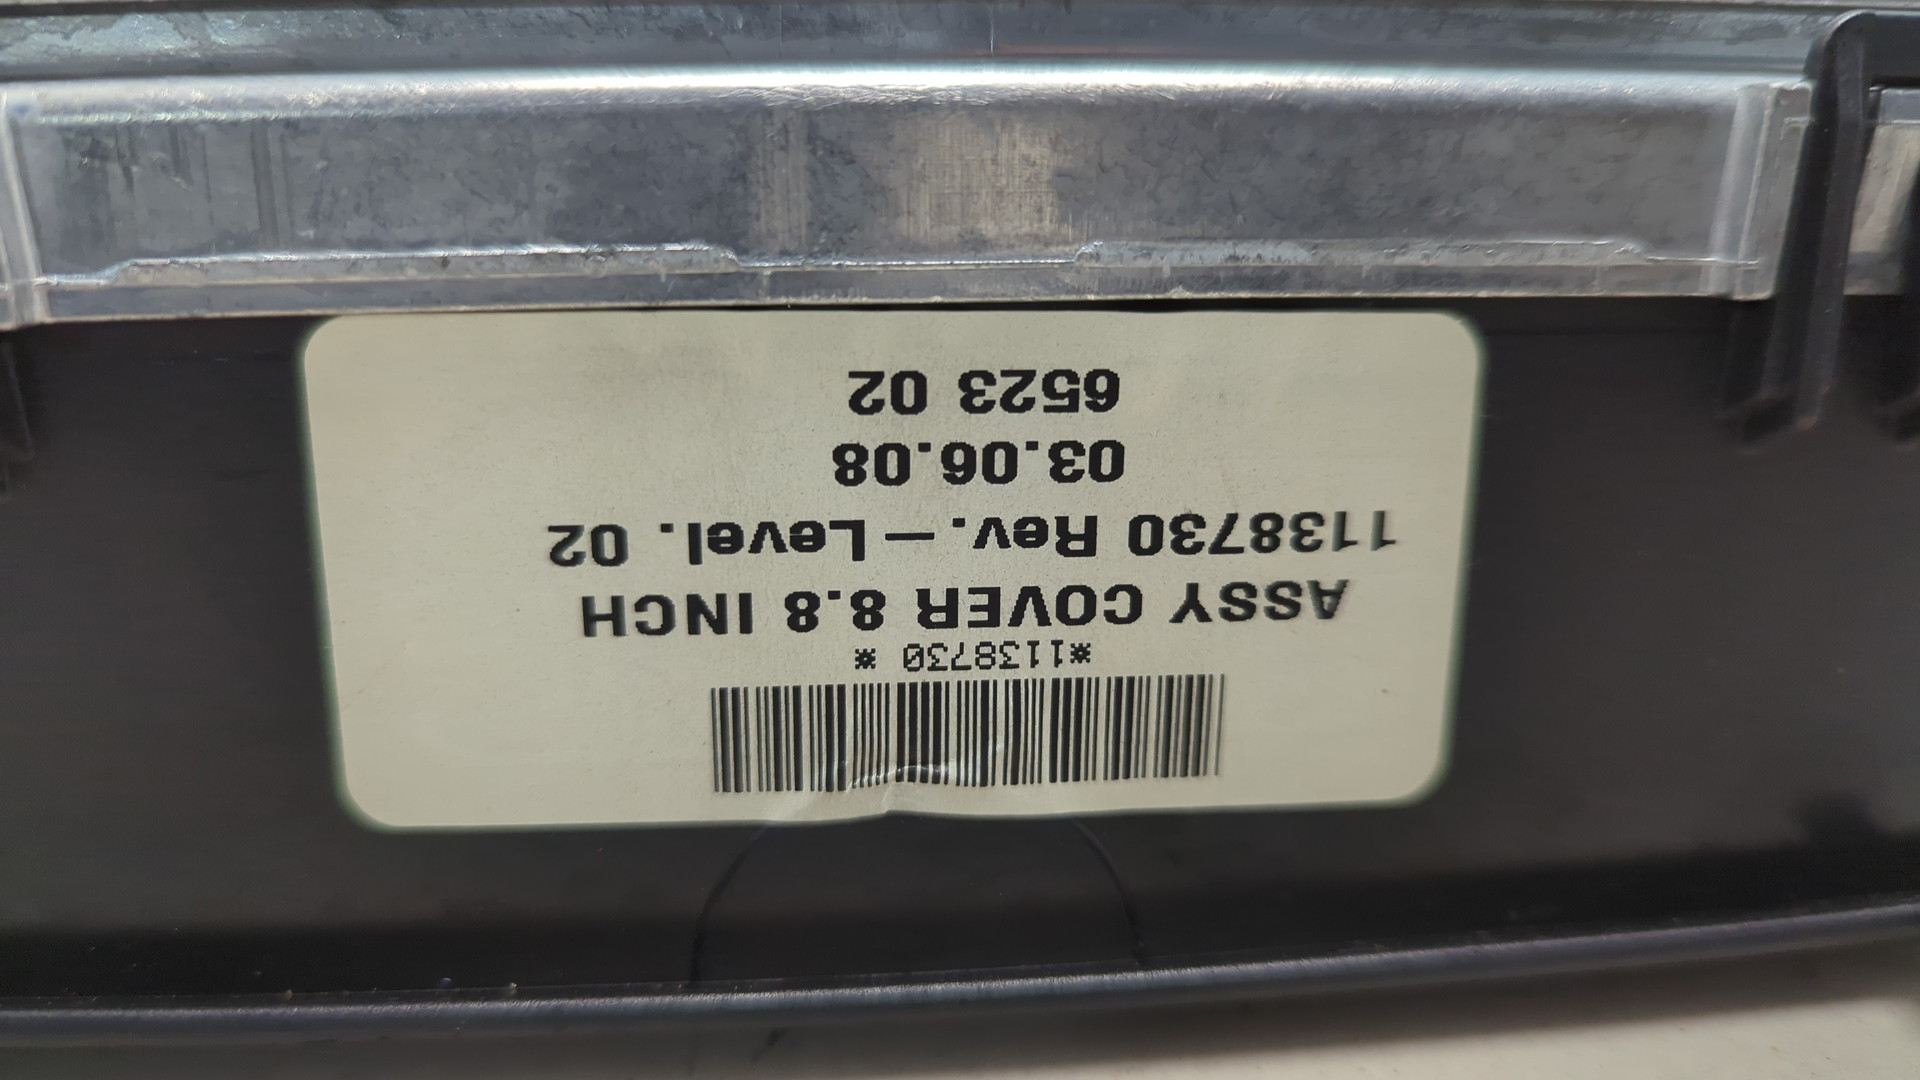 *1138730 *
ASSY COVER 8.8 INCH
1138730 Rev. — Level. 02
03.06.08
6523 02